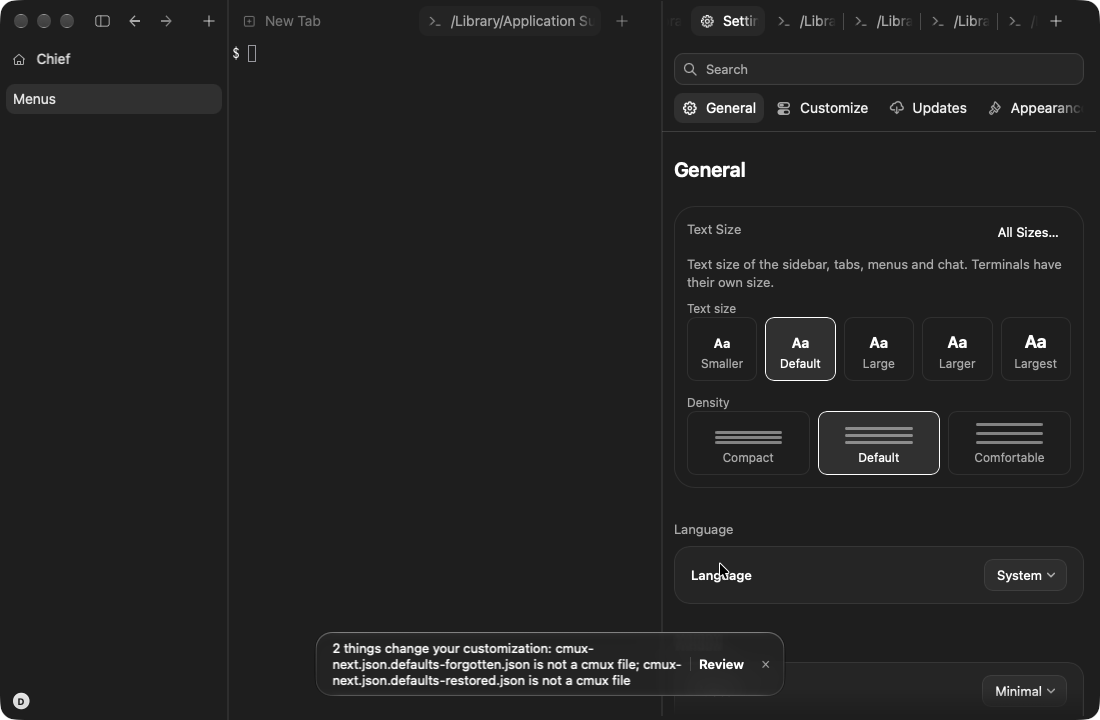 New Tab
/Library/Application Su
Settin
/Libra
/Libra
/Libra
Chief
Menus
$
Search
General
Customize
Updates
Appearanc
General
Text Size
All Sizes...
Text size of the sidebar, tabs, menus and chat. Terminals have
their own size.
Text size
Aa
Aa
Aa
Aa
Aa
Smaller
Default
Large
Larger
Largest
Density
Compact
Default
Comfortable
Language
Language
System
2 things change your customization: cmux-
next.json.defaults-forgotten.json is not a cmux file; cmux-
next.json.defaults-restored.json is not a cmux file
Review
Minimal
D